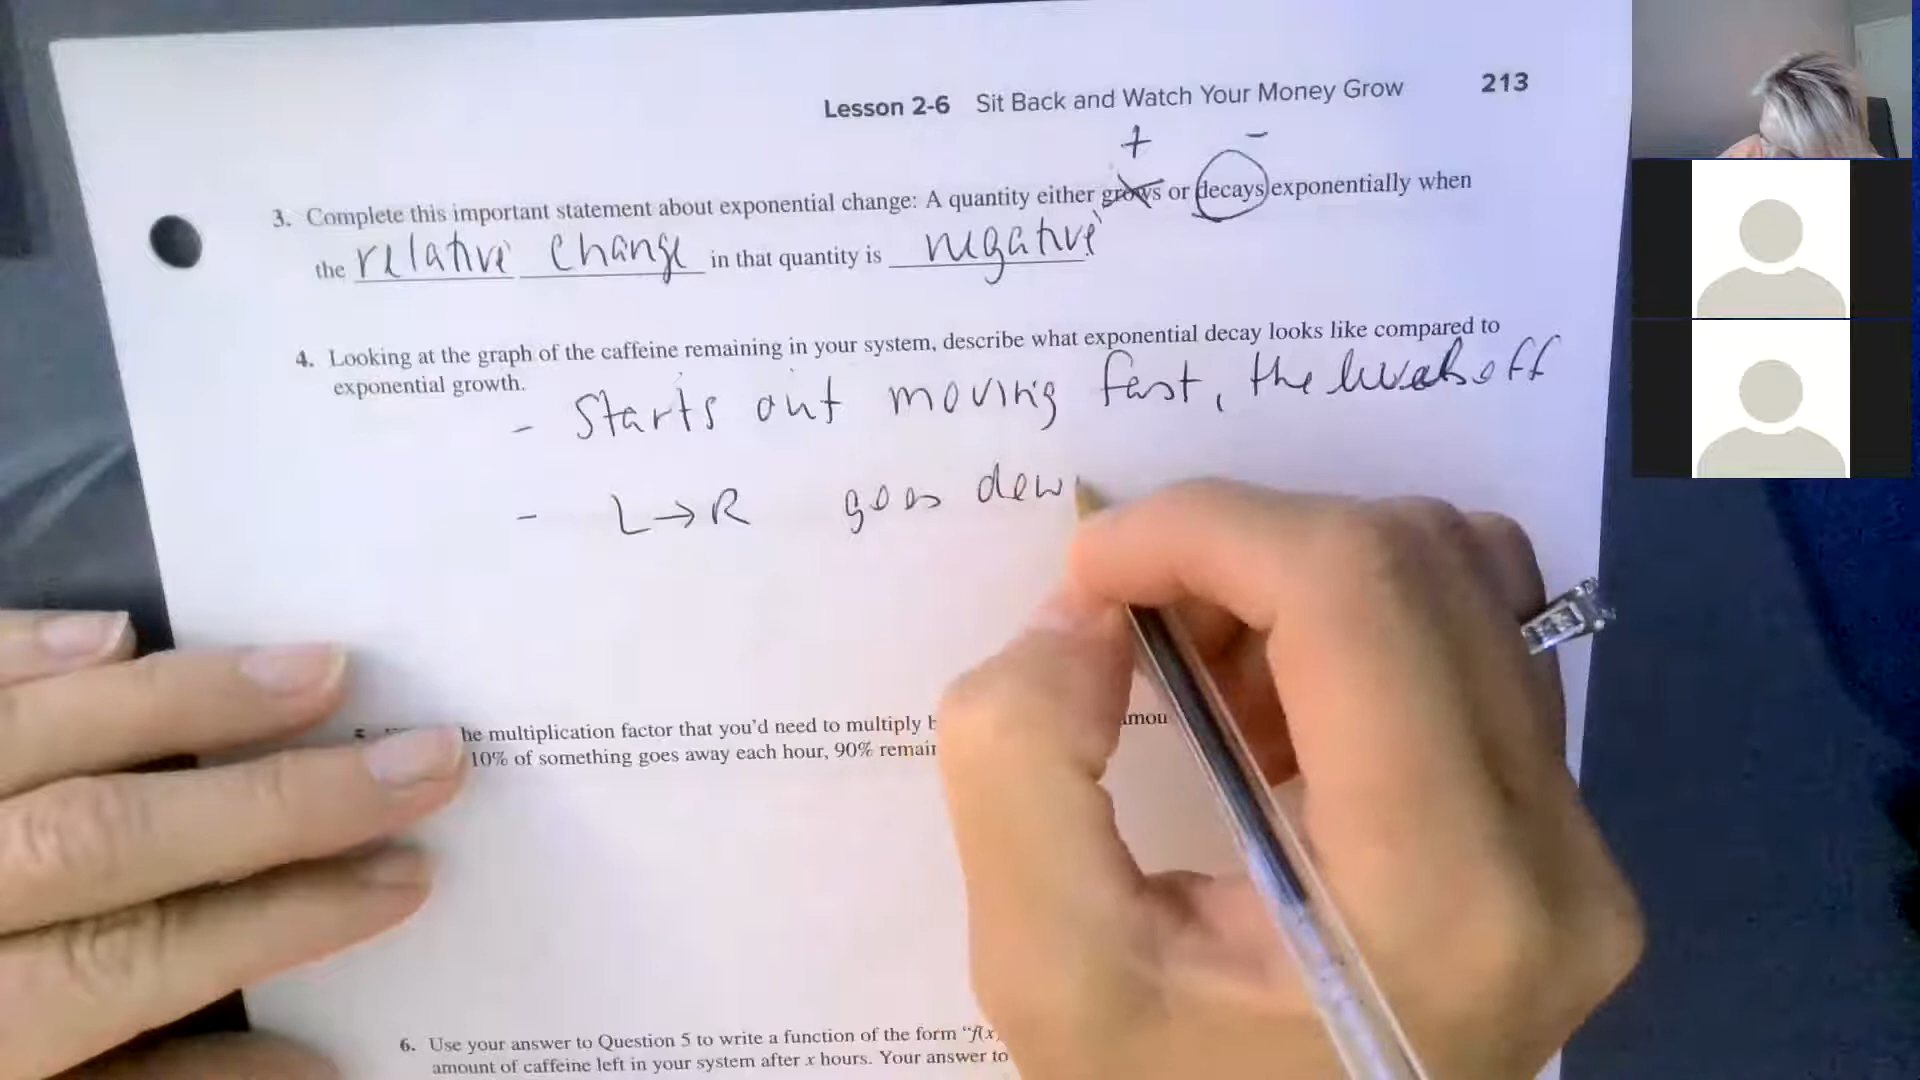 Lesson 2-6 Sit Back and Watch Your Money Grow 213
+ −
3. Complete this important statement about exponential change: A quantity either grows or decays exponentially when
the relative change in that quantity is negative.
4. Looking at the graph of the caffeine remaining in your system, describe what exponential decay looks like compared to
exponential growth.
- Starts out moving fast, the levels off
- L→R goes dow
he multiplication factor that you'd need to multiply b
10% of something goes away each hour, 90% remain
6. Use your answer to Question 5 to write a function of the form “f(x)
amount of caffeine left in your system after x hours. Your answer to